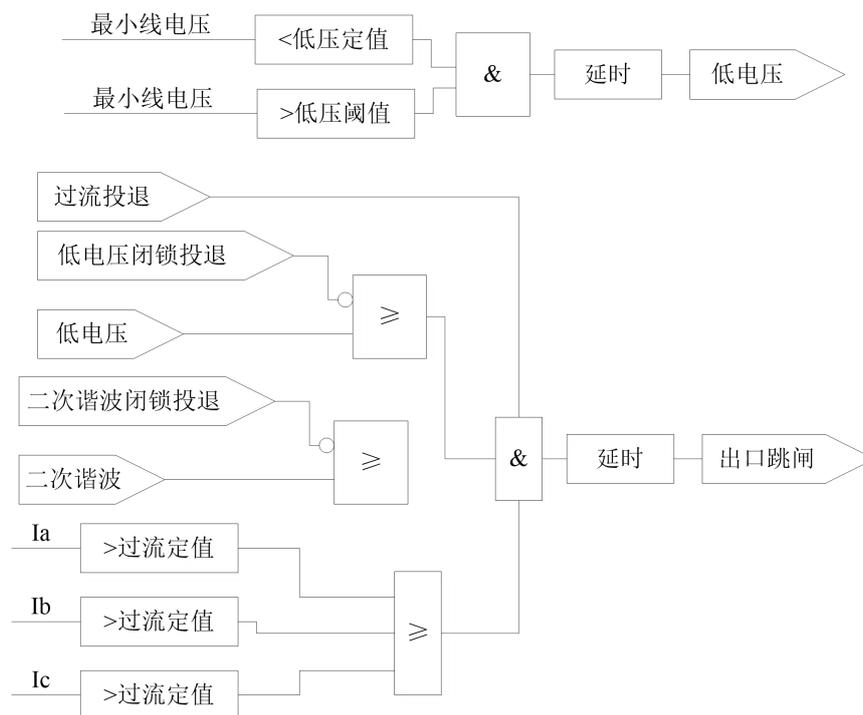 最小线电压
<低压定值
最小线电压
>低压阈值
&
延时
低电压
过流投退
低电压闭锁投退
低电压
≥
二次谐波闭锁投退
二次谐波
≥
&
延时
出口跳闸
Ia
>过流定值
Ib
>过流定值
Ic
>过流定值
≥